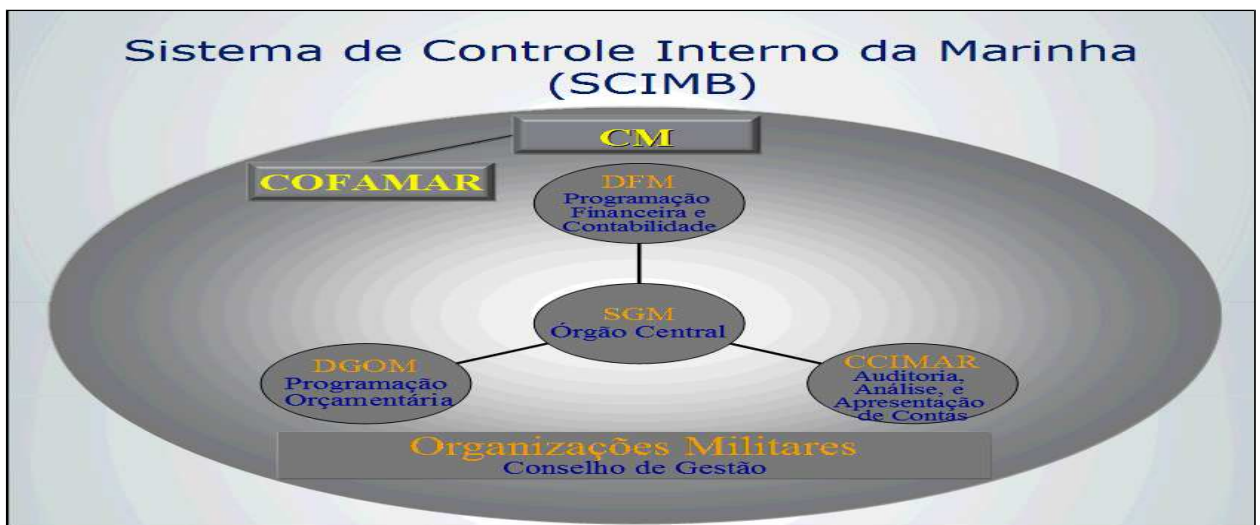 Sistema de Controle Interno da Marinha
(SCIMB)
CM
COFAMAR
DFM
Programação
Financeira e
Contabilidade
SGM
Órgão Central
DGOM
Programação
Orçamentária
CCIMAR
Auditoria,
Análise, e
Apresentação
de Contas
Organizações Militares
Conselho de Gestão